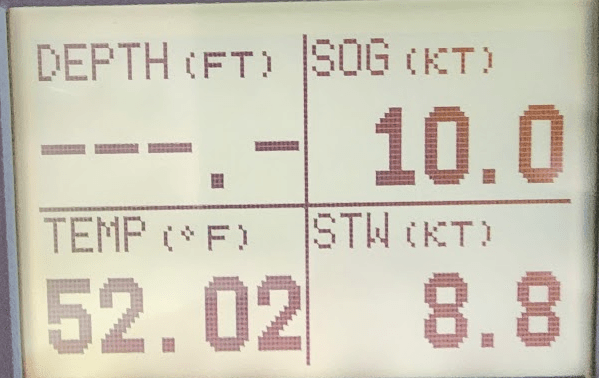 DEPTH (FT)
---.-
SOG (KT)
10.0
TEMP (°F)
52.02
STW (KT)
8.8